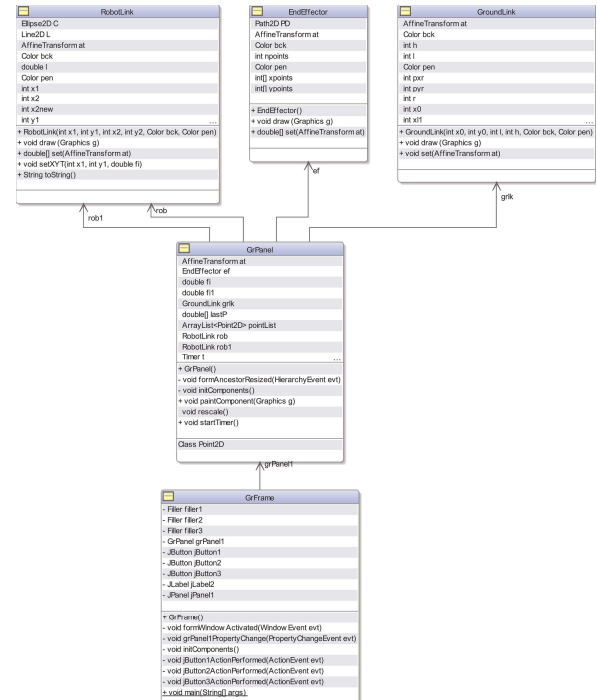 RobotLink
Ellipse2D C
Line2D L
AffineTransform at
Color bck
double l
Color pen
int x1
int x2
int x2new
int y1
...
+ RobotLink(int x1, int y1, int x2, int y2, Color bck, Color pen)
+ void draw(Graphics g)
+ double[] set(AffineTransform at)
+ void setXYT(int x1, int y1, double fi)
+ String toString()
EndEffector
Path2D PD
AffineTransform at
Color bck
int npoints
Color pen
int[] xpoints
int[] ypoints
+ EndEffector()
+ void draw(Graphics g)
+ double[] set(AffineTransform at)
GroundLink
AffineTransform at
Color bck
int h
int l
Color pen
int pxr
int pyr
int r
int x0
int xl1
...
+ GroundLink(int x0, int y0, int l, int h, Color bck, Color pen)
+ void draw(Graphics g)
+ void set(AffineTransform at)
rob1
rob
ef
grlk
GrPanel
AffineTransform at
EndEffector ef
double fi
double fi1
GroundLink grlk
double[] lastP
ArrayList<Point2D> pointList
RobotLink rob
RobotLink rob1
Timer t
...
+ GrPanel()
- void formAncestorResized(HierarchyEvent evt)
- void initComponents()
+ void paintComponent(Graphics g)
void rescale()
+ void startTimer()
Class Point2D
grPanel1
GrFrame
- Filler filler1
- Filler filler2
- Filler filler3
- GrPanel grPanel1
- JButton jButton1
- JButton jButton2
- JButton jButton3
- JLabel jLabel2
- JPanel jPanel1
+ GrFrame()
- void formWindowActivated(WindowEvent evt)
- void grPanel1PropertyChange(PropertyChangeEvent evt)
- void initComponents()
- void jButton1ActionPerformed(ActionEvent evt)
- void jButton2ActionPerformed(ActionEvent evt)
- void jButton3ActionPerformed(ActionEvent evt)
+ void main(String[] args)